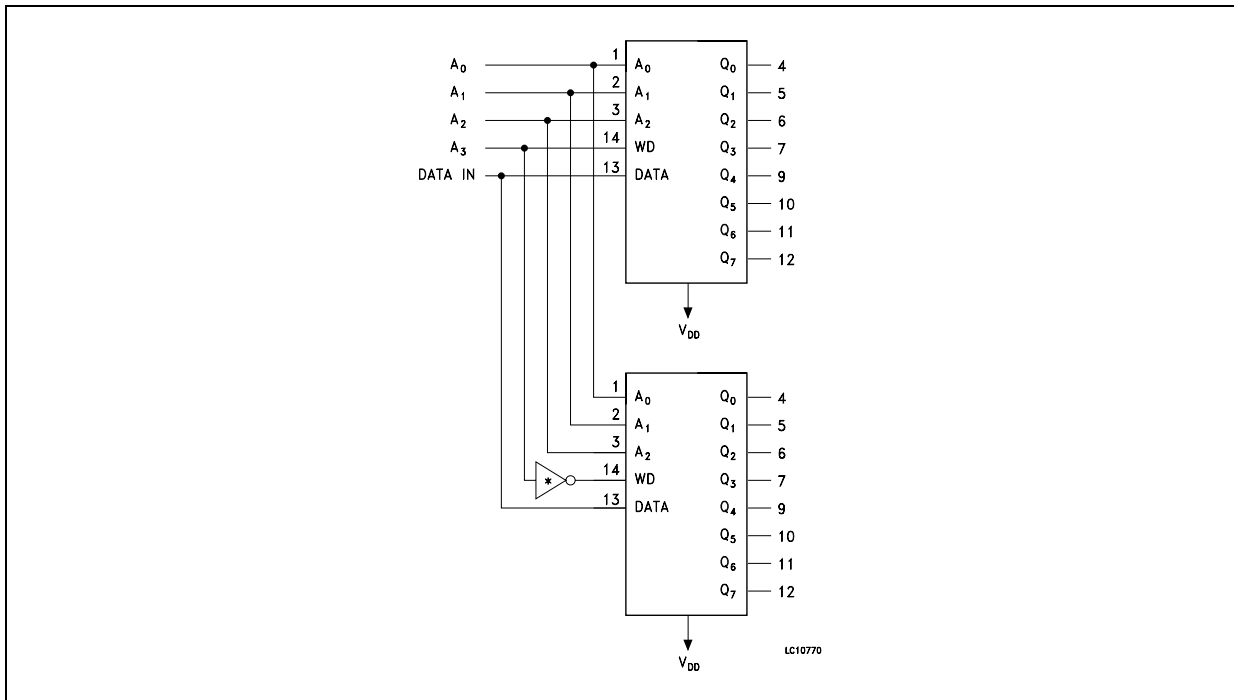 A0 1 A0 Q0 4
A1 2 A1 Q1 5
A2 3 A2 Q2 6
A3 14 WD Q3 7
DATA IN 13 DATA Q4 9
Q5 10
Q6 11
Q7 12
VDD
1 A0 Q0 4
2 A1 Q1 5
3 A2 Q2 6
* 14 WD Q3 7
13 DATA Q4 9
Q5 10
Q6 11
Q7 12
VDD
LC10770